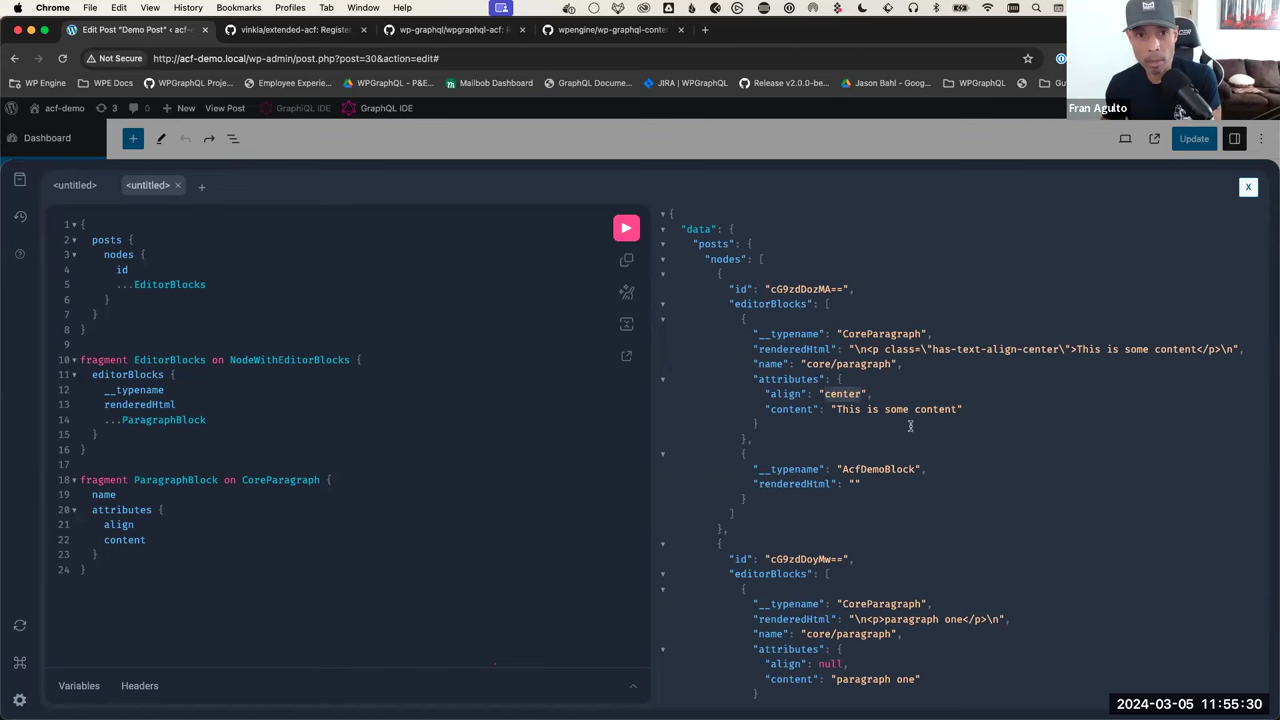 Chrome File Edit View History Bookmarks Profiles Tab Window Help
Edit Post "Demo Post" ‹ acf-
vinkla/extended-acf: Registe
wp-graphql/wpgraphql-acf: R
wpengine/wp-graphql-conten
Not Secure http://acf-demo.local/wp-admin/post.php?post=30&action=edit#
WP Engine WPE Docs WPGraphQL Proje... Employee Experie... WPGraphQL - P&E... Mailbob Dashboard GraphQL Docume... JIRA | WPGraphQL Release v2.0.0-be... Jason Bahl - Goog... WPGraphQL
acf-demo 3 0 New View Post GraphiQL IDE GraphiQL IDE
Fran Agulto
Dashboard
Update
<untitled> <untitled> × +
X
1 {
2 posts {
3 nodes {
4 id
5 ...EditorBlocks
6 }
7 }
8 }
9
10 fragment EditorBlocks on NodeWithEditorBlocks {
11 editorBlocks {
12 __typename
13 renderedHtml
14 ...ParagraphBlock
15 }
16 }
17
18 fragment ParagraphBlock on CoreParagraph {
19 name
20 attributes {
21 align
22 content
23 }
24 }
Variables Headers
{
"data": {
"posts": {
"nodes": [
{
"id": "cG9zdDozMA==",
"editorBlocks": [
{
"__typename": "CoreParagraph",
"renderedHtml": "\n<p class=\"has-text-align-center\">This is some content</p>\n",
"name": "core/paragraph",
"attributes": {
"align": "center",
"content": "This is some content"
}
},
{
"__typename": "AcfDemoBlock",
"renderedHtml": ""
}
]
},
{
"id": "cG9zdDoyMw==",
"editorBlocks": [
{
"__typename": "CoreParagraph",
"renderedHtml": "\n<p>paragraph one</p>\n",
"name": "core/paragraph",
"attributes": {
"align": null,
"content": "paragraph one"
}
2024-03-05 11:55:30